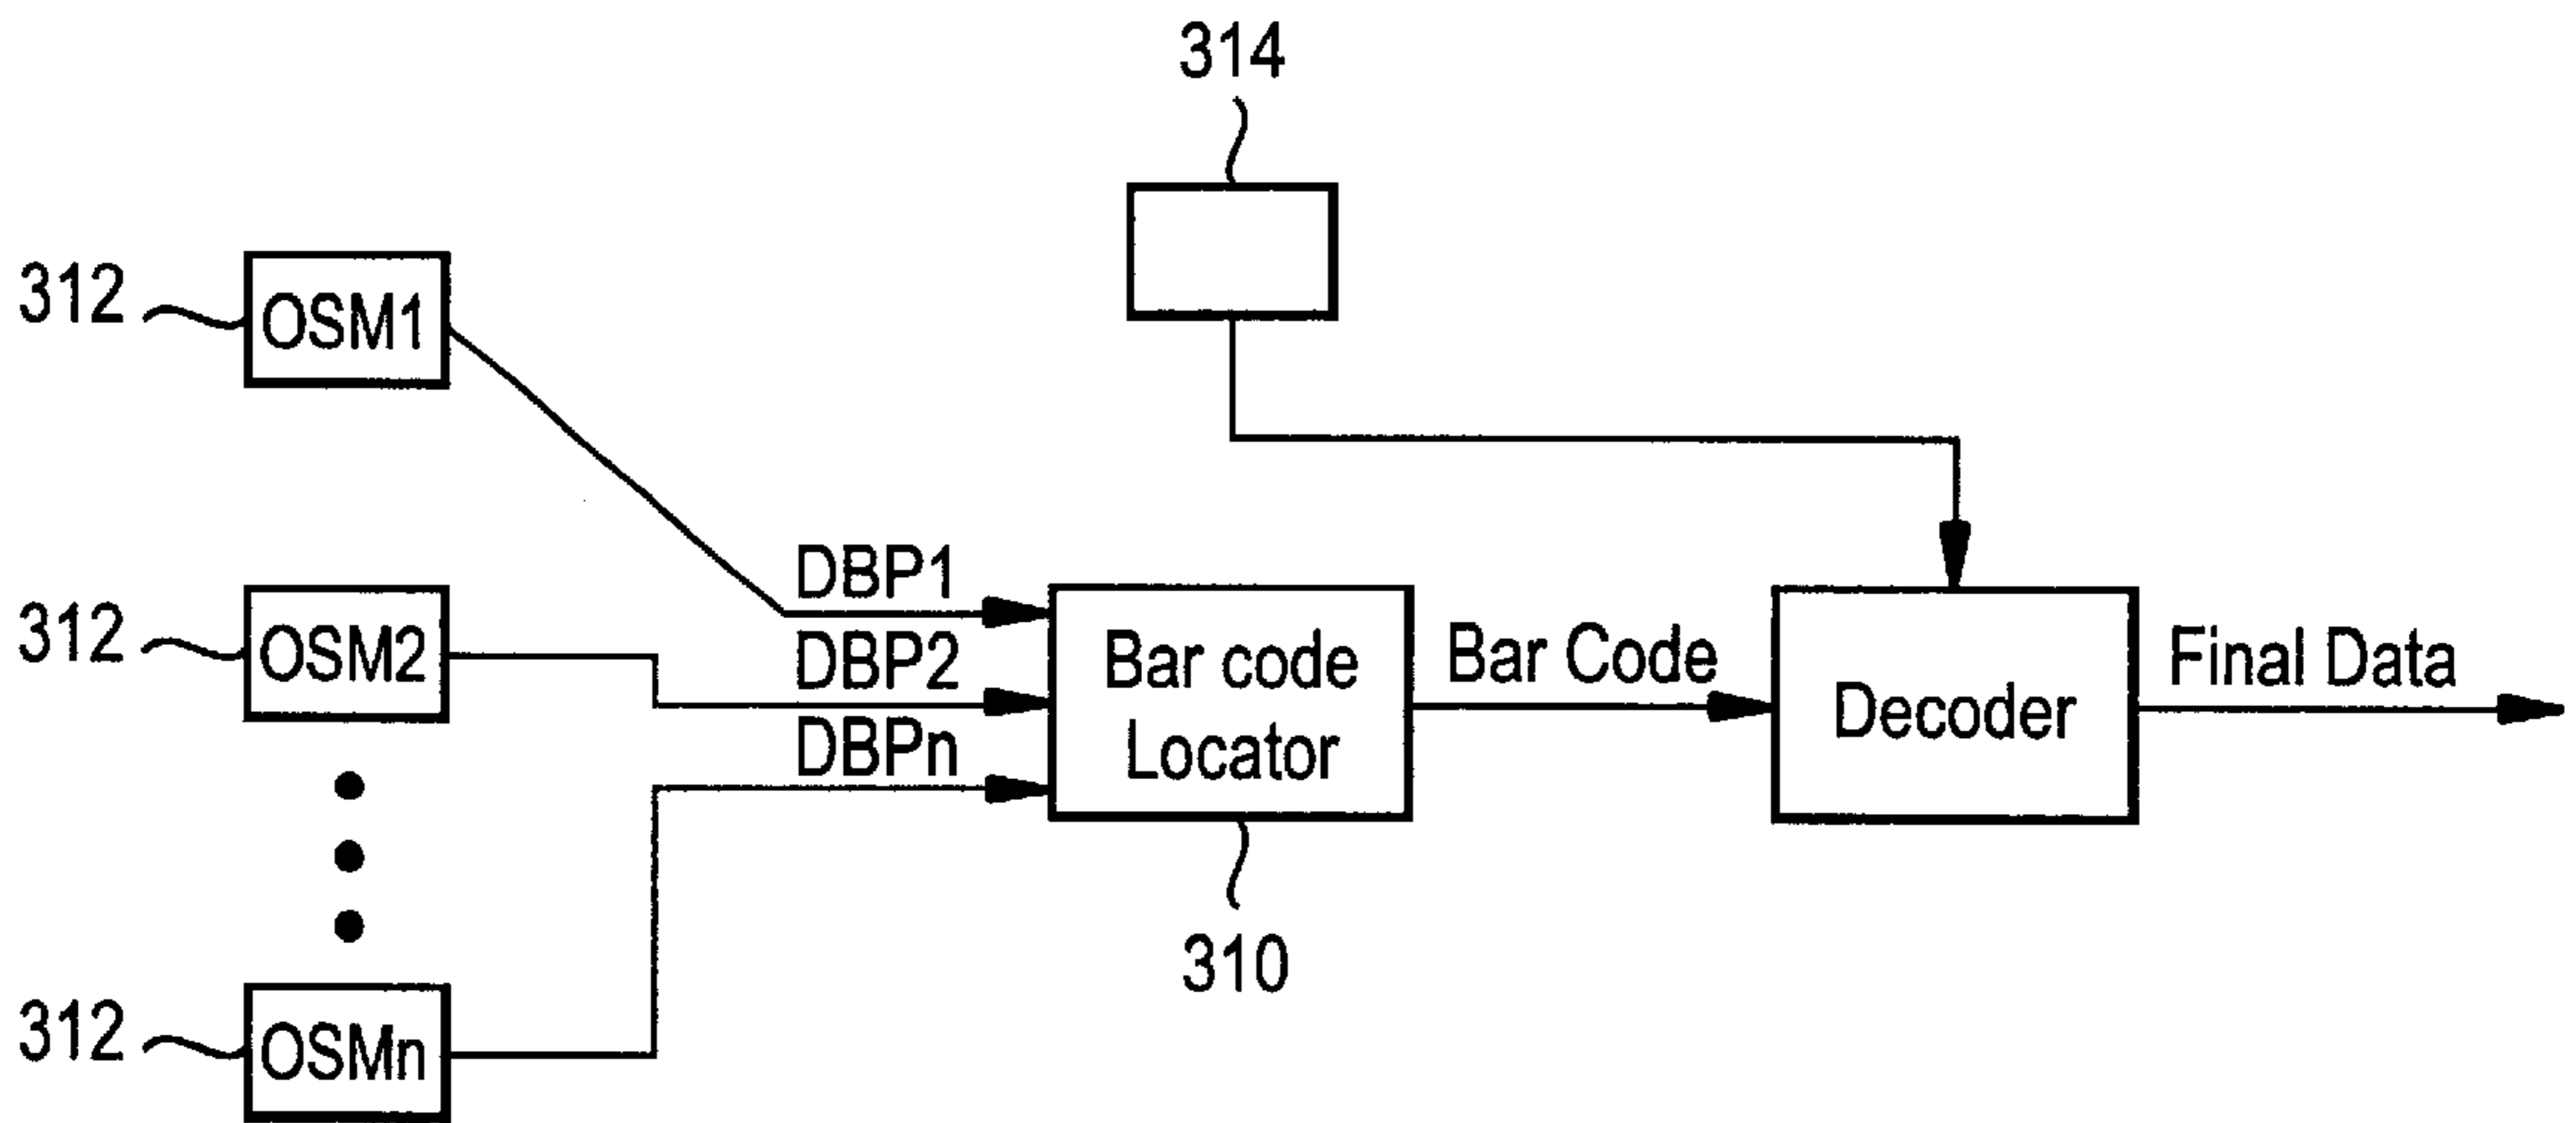 314
312
OSM1
DBP1
312
OSM2
DBP2
Bar code
Locator
Bar Code
Decoder
Final Data
DBPn
310
312
OSMn